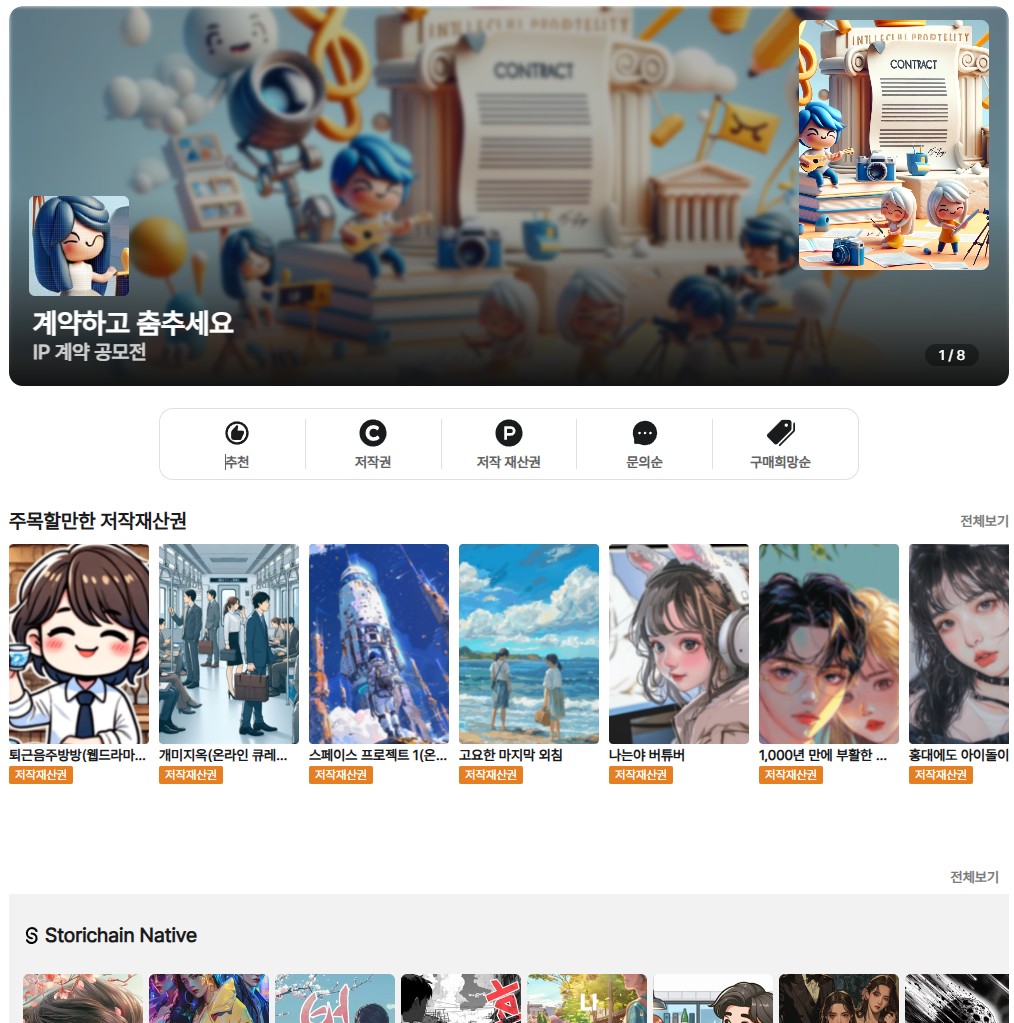 INTLLECIUL PROPTELITY
CONTRACT
INTLLECIUL PROPTELITY
CONTRACT
계약하고 춤추세요
IP 계약 공모전
1 / 8
추천
저작권
저작 재산권
문의순
구매희망순
주목할만한 저작재산권
전체보기
퇴근음주방방(웹드라마...
개미지옥(온라인 큐레...
스페이스 프로젝트 1(온...
고요한 마지막 외침
나는야 버튜버
1,000년 만에 부활한 ...
홍대에도 아이돌이
저작재산권
저작재산권
저작재산권
저작재산권
저작재산권
저작재산권
저작재산권
전체보기
Storichain Native